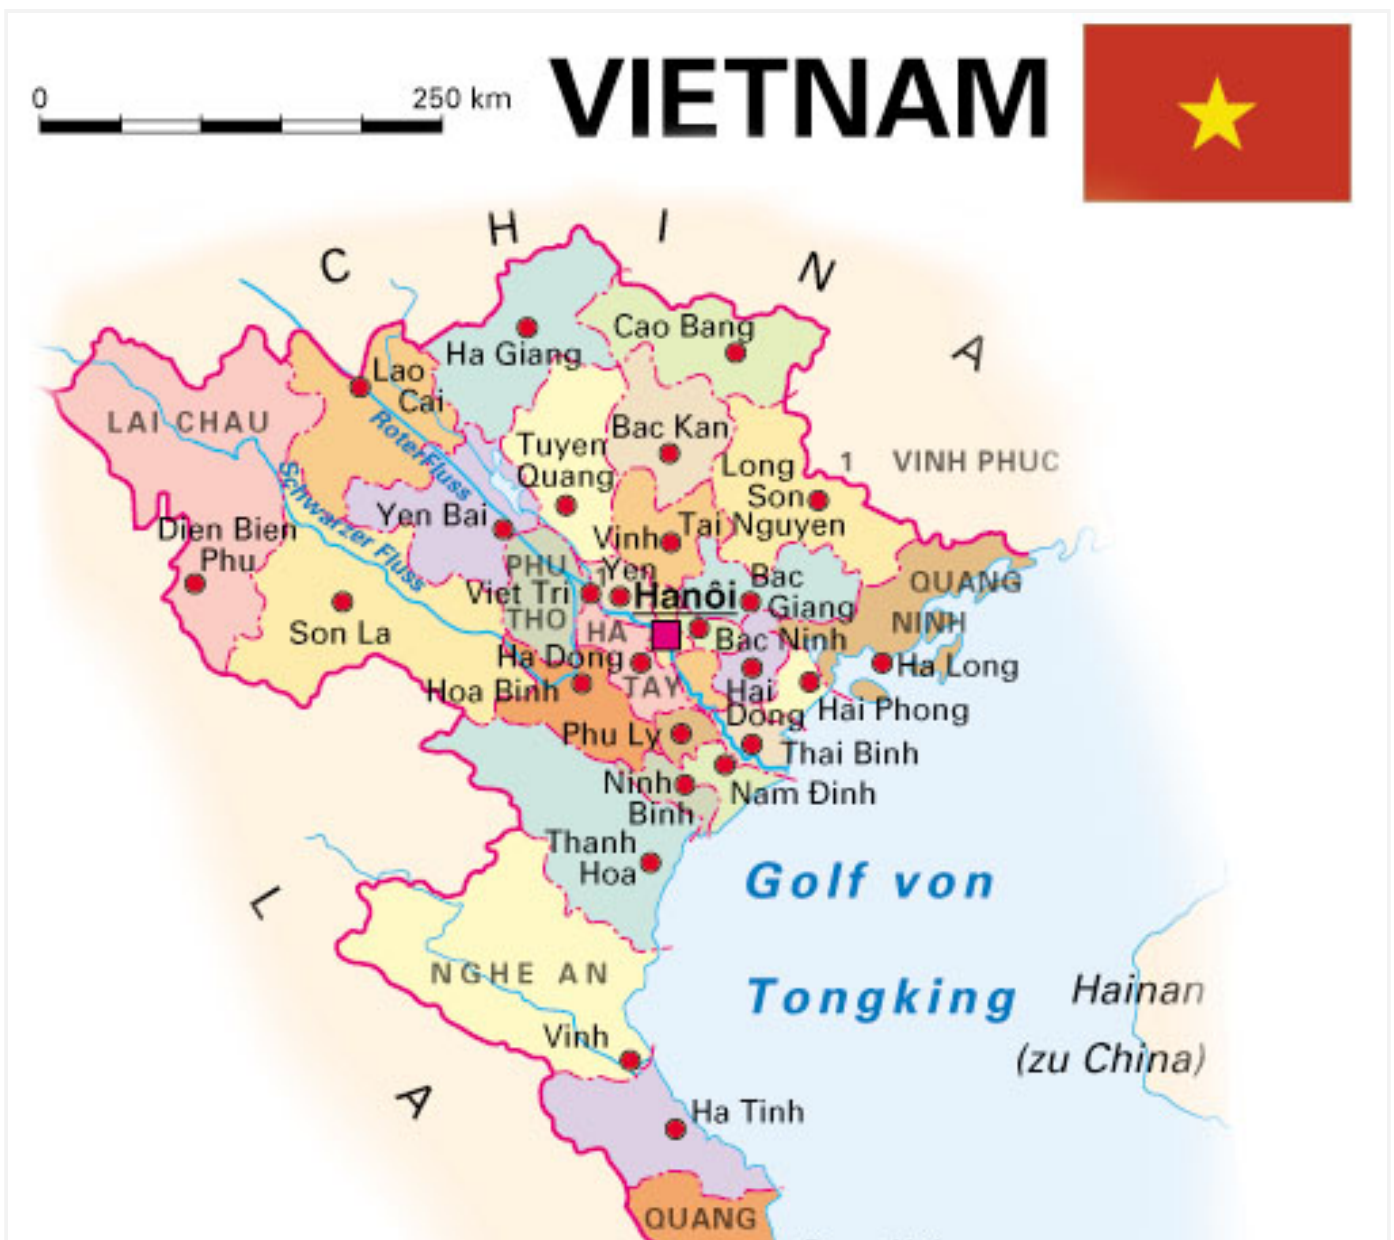 VIETNAM
0 250 km
C H I N A
Ha Giang
Cao Bang
Lao
Cai
LAI CHAU
Roter Fluss
Bac Kan
Tuyen
Quang
Long
Son
1 VINH PHUC
Schwarzer Fluss
Yen Bai
Dien Bien
Phu
Vinh
Yen
Tai Nguyen
PHU
THO
Viet Tri
1
Hanôi
Bac
Giang
QUANG
NINH
Son La
HA
TAY
Bac Ninh
Ha Dong
Hoa Binh
Hai
Dong
Ha Long
Hai Phong
Phu Ly
Thai Binh
Ninh
Binh
Nam Đinh
Thanh
Hoa
Golf von
Tongking
L A
NGHE AN
Hainan
(zu China)
Vinh
Ha Tinh
QUANG